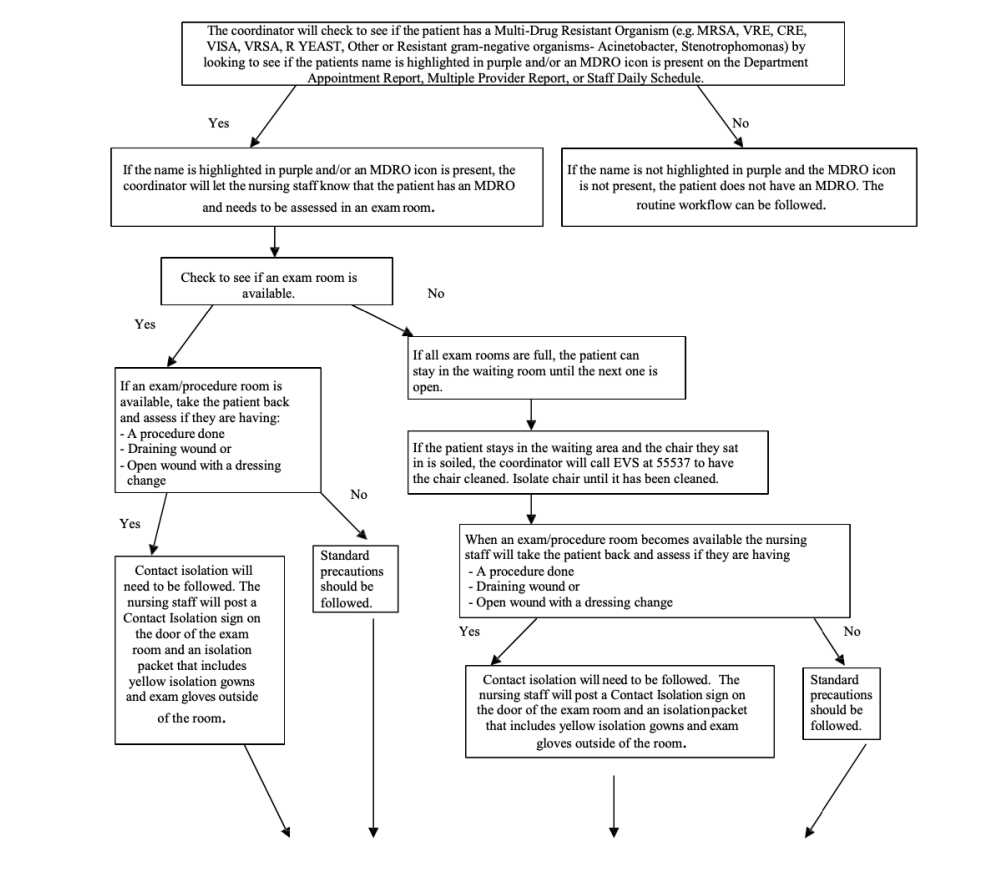 The coordinator will check to see if the patient has a Multi-Drug Resistant Organism (e.g. MRSA, VRE, CRE,
VISA, VRSA, R YEAST, Other or Resistant gram-negative organisms- Acinetobacter, Stenotrophomonas) by
looking to see if the patients name is highlighted in purple and/or an MDRO icon is present on the Department
Appointment Report, Multiple Provider Report, or Staff Daily Schedule.
Yes
No
If the name is highlighted in purple and/or an MDRO icon is present, the
coordinator will let the nursing staff know that the patient has an MDRO
and needs to be assessed in an exam room.
If the name is not highlighted in purple and the MDRO icon
is not present, the patient does not have an MDRO. The
routine workflow can be followed.
Check to see if an exam room is
available.
Yes
No
If all exam rooms are full, the patient can
stay in the waiting room until the next one is
open.
If an exam/procedure room is
available, take the patient back
and assess if they are having:
- A procedure done
- Draining wound or
- Open wound with a dressing
change
If the patient stays in the waiting area and the chair they sat
in is soiled, the coordinator will call EVS at 55537 to have
the chair cleaned. Isolate chair until it has been cleaned.
Yes
No
When an exam/procedure room becomes available the nursing
staff will take the patient back and assess if they are having
- A procedure done
- Draining wound or
- Open wound with a dressing change
Contact isolation will
need to be followed. The
nursing staff will post a
Contact Isolation sign on
the door of the exam
room and an isolation
packet that includes
yellow isolation gowns
and exam gloves outside
of the room.
Standard
precautions
should be
followed.
Yes
No
Contact isolation will need to be followed. The
nursing staff will post a Contact Isolation sign on
the door of the exam room and an isolation packet
that includes yellow isolation gowns and exam
gloves outside of the room.
Standard
precautions
should be
followed.